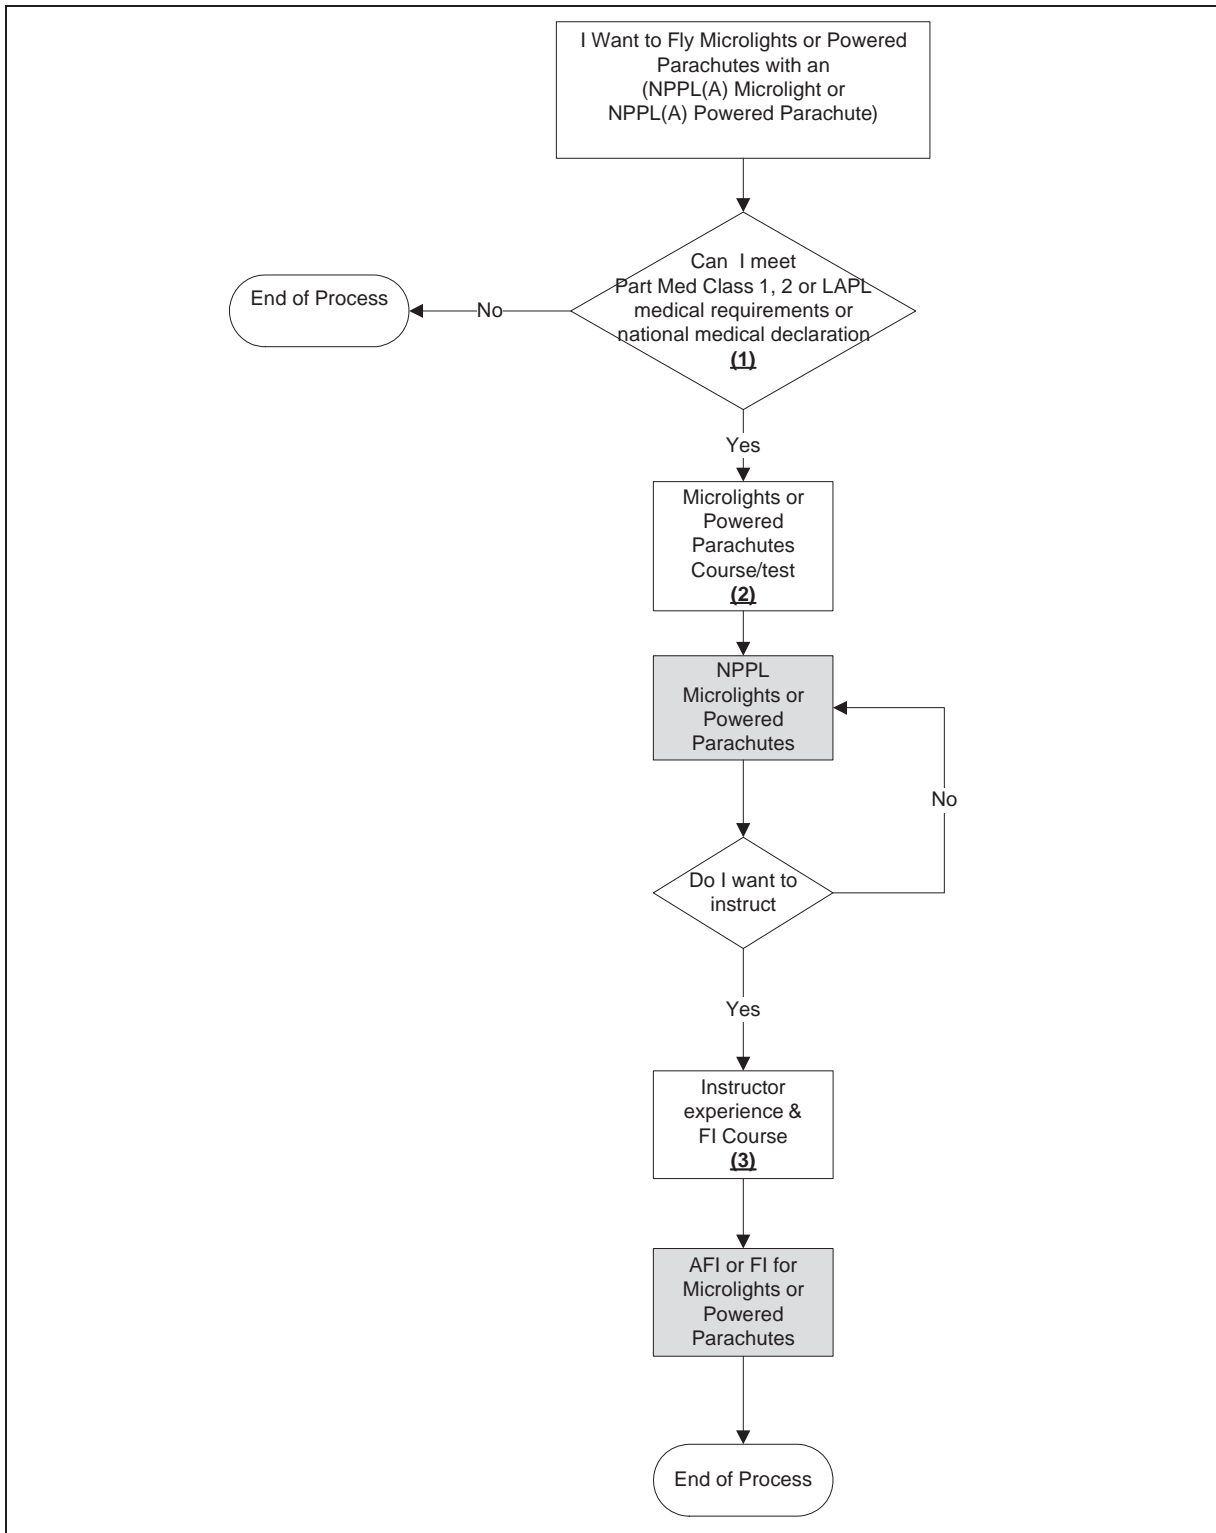 I Want to Fly Microlights or Powered
Parachutes with an
(NPPL(A) Microlight or
NPPL(A) Powered Parachute)
Can I meet
Part Med Class 1, 2 or LAPL
medical requirements or
national medical declaration
(1)
No
End of Process
Yes
Microlights or
Powered
Parachutes
Course/test
(2)
NPPL
Microlights or
Powered
Parachutes
No
Do I want to
instruct
Yes
Instructor
experience &
FI Course
(3)
AFI or FI for
Microlights or
Powered
Parachutes
End of Process